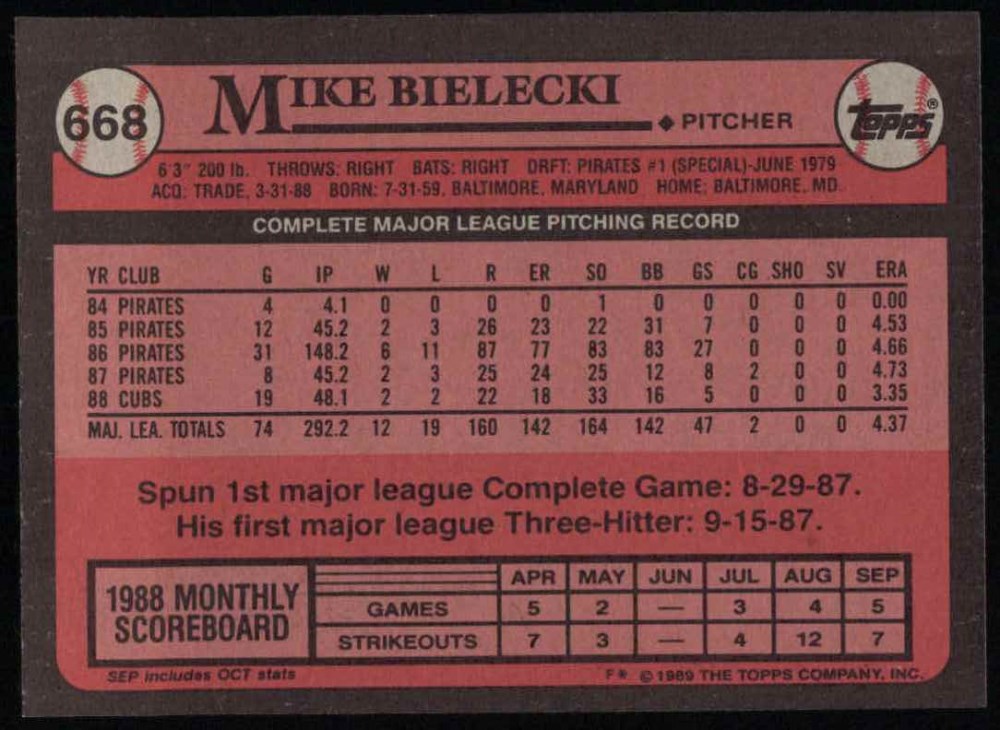 668
MIKE BIELECKI
◆ PITCHER
TOPPS®
6'3" 200 lb. THROWS: RIGHT BATS: RIGHT DRFT: PIRATES #1 (SPECIAL)-JUNE 1979
ACQ: TRADE, 3-31-88 BORN: 7-31-59, BALTIMORE, MARYLAND HOME: BALTIMORE, MD.
COMPLETE MAJOR LEAGUE PITCHING RECORD
YR CLUB G IP W L R ER SO BB GS CG SHO SV ERA
84 PIRATES 4 4.1 0 0 0 0 1 0 0 0 0 0 0.00
85 PIRATES 12 45.2 2 3 26 23 22 31 7 0 0 0 4.53
86 PIRATES 31 148.2 6 11 87 77 83 83 27 0 0 0 4.66
87 PIRATES 8 45.2 2 3 25 24 25 12 8 2 0 0 4.73
88 CUBS 19 48.1 2 2 22 18 33 16 5 0 0 0 3.35
MAJ. LEA. TOTALS 74 292.2 12 19 160 142 164 142 47 2 0 0 4.37
Spun 1st major league Complete Game: 8-29-87.
His first major league Three-Hitter: 9-15-87.
1988 MONTHLY
SCOREBOARD
APR MAY JUN JUL AUG SEP
GAMES 5 2 — 3 4 5
STRIKEOUTS 7 3 — 4 12 7
SEP includes OCT stats
F* © 1989 THE TOPPS COMPANY, INC.